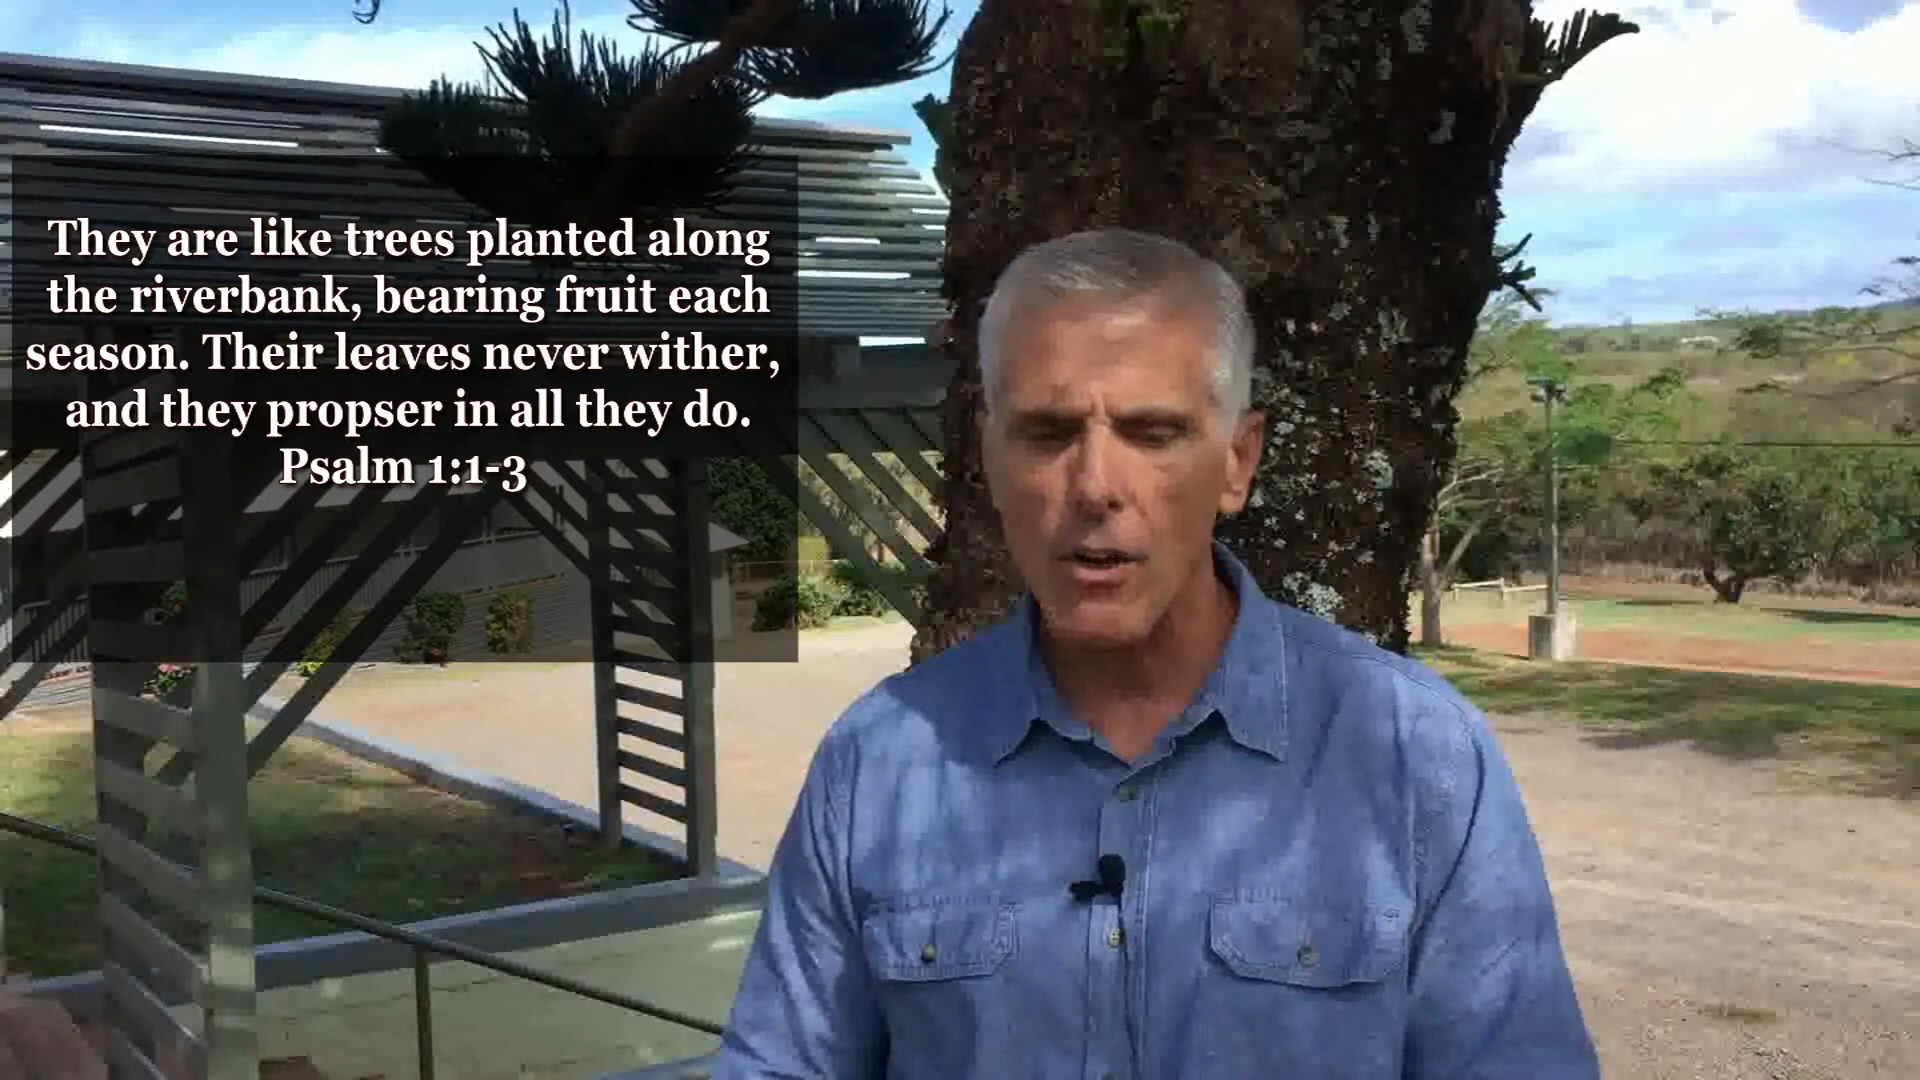 They are like trees planted along
the riverbank, bearing fruit each
season. Their leaves never wither,
and they propser in all they do.
Psalm 1:1-3